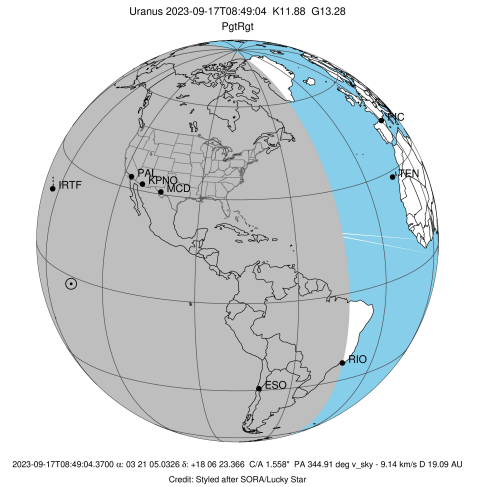 Uranus 2023-09-17T08:49:04 K11.88 G13.28
PgtRgt
PIC
TEN
PAL
KPNO
MCD
IRTF
RIO
ESO
2023-09-17T08:49:04.3700 α: 03 21 05.0326 δ: +18 06 23.366 C/A 1.558" PA 344.91 deg v_sky - 9.14 km/s D 19.09 AU
Credit: Styled after SORA/Lucky Star